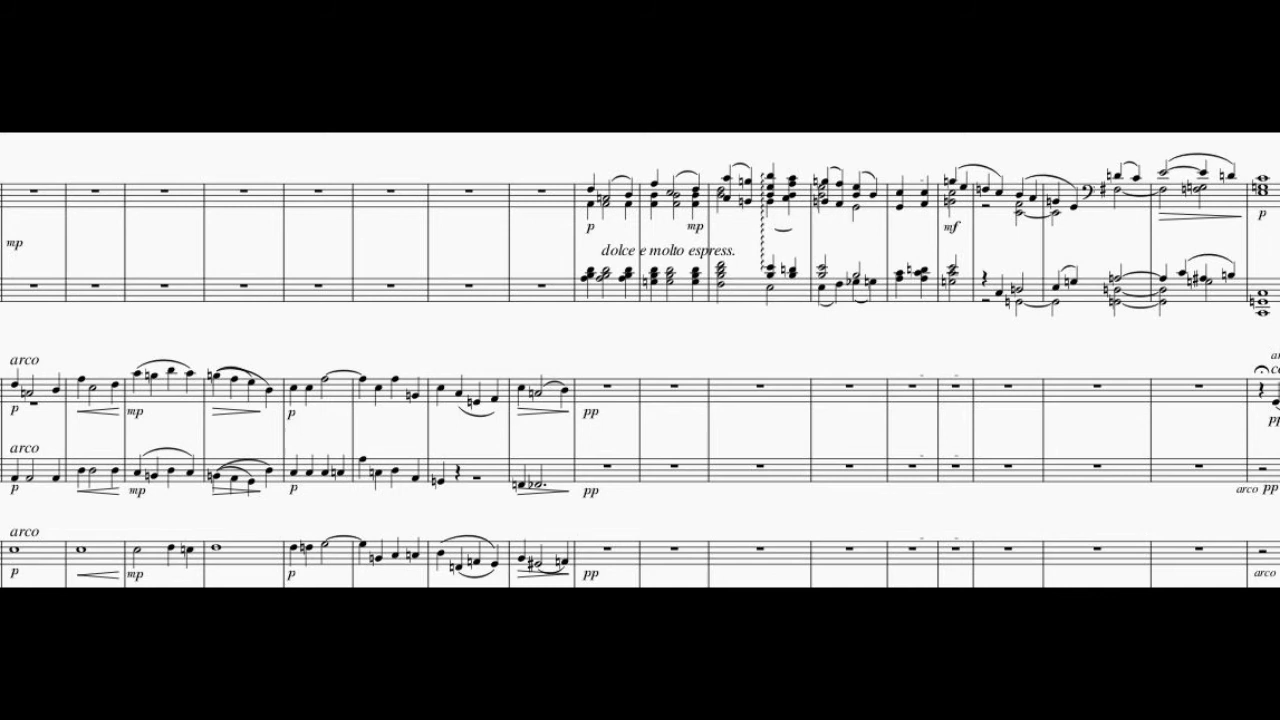 mp
p mp mf p
dolce e molto espress.
arco
p mp p pp
arco
p mp p pp
arco pp
arco
p mp p pp
arco